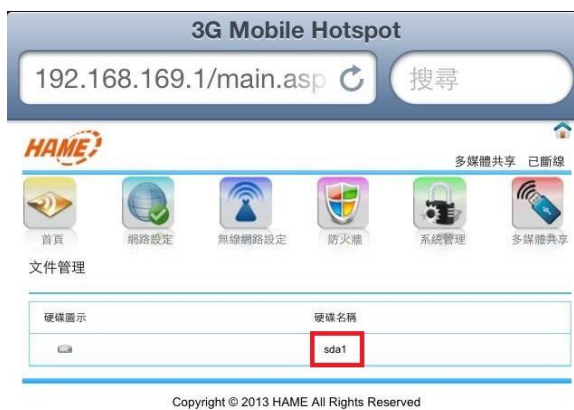 3G Mobile Hotspot
192.168.169.1/main.asp 搜尋
HAME
多媒體共享 已斷線
首頁 網路設定 無線網路設定 防火牆 系統管理 多媒體共享
文件管理
硬碟圖示 硬碟名稱
sda1
Copyright © 2013 HAME All Rights Reserved